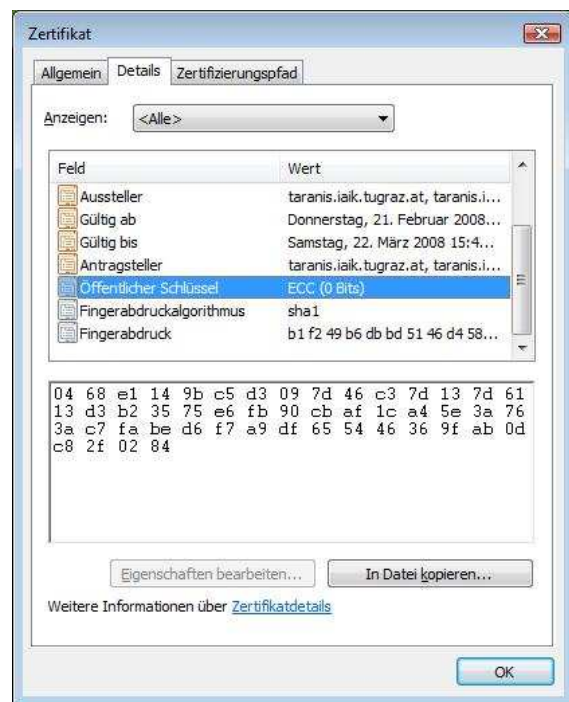 Zertifikat
Allgemein Details Zertifizierungspfad
Anzeigen: <Alle>
Feld Wert
Aussteller taranis.iaik.tugraz.at, taranis.i...
Gültig ab Donnerstag, 21. Februar 2008...
Gültig bis Samstag, 22. März 2008 15:4...
Antragsteller taranis.iaik.tugraz.at, taranis.i...
Öffentlicher Schlüssel ECC (0 Bits)
Fingerabdruckalgorithmus sha1
Fingerabdruck b1 f2 49 b6 db bd 51 46 d4 58...
04 68 e1 14 9b c5 d3 09 7d 46 c3 7d 13 7d 61
13 d3 b2 35 75 e6 fb 90 cb af 1c a4 5e 3a 76
3a c7 fa be d6 f7 a9 df 65 54 46 36 9f ab 0d
c8 2f 02 84
Eigenschaften bearbeiten... In Datei kopieren...
Weitere Informationen über Zertifikatdetails
OK